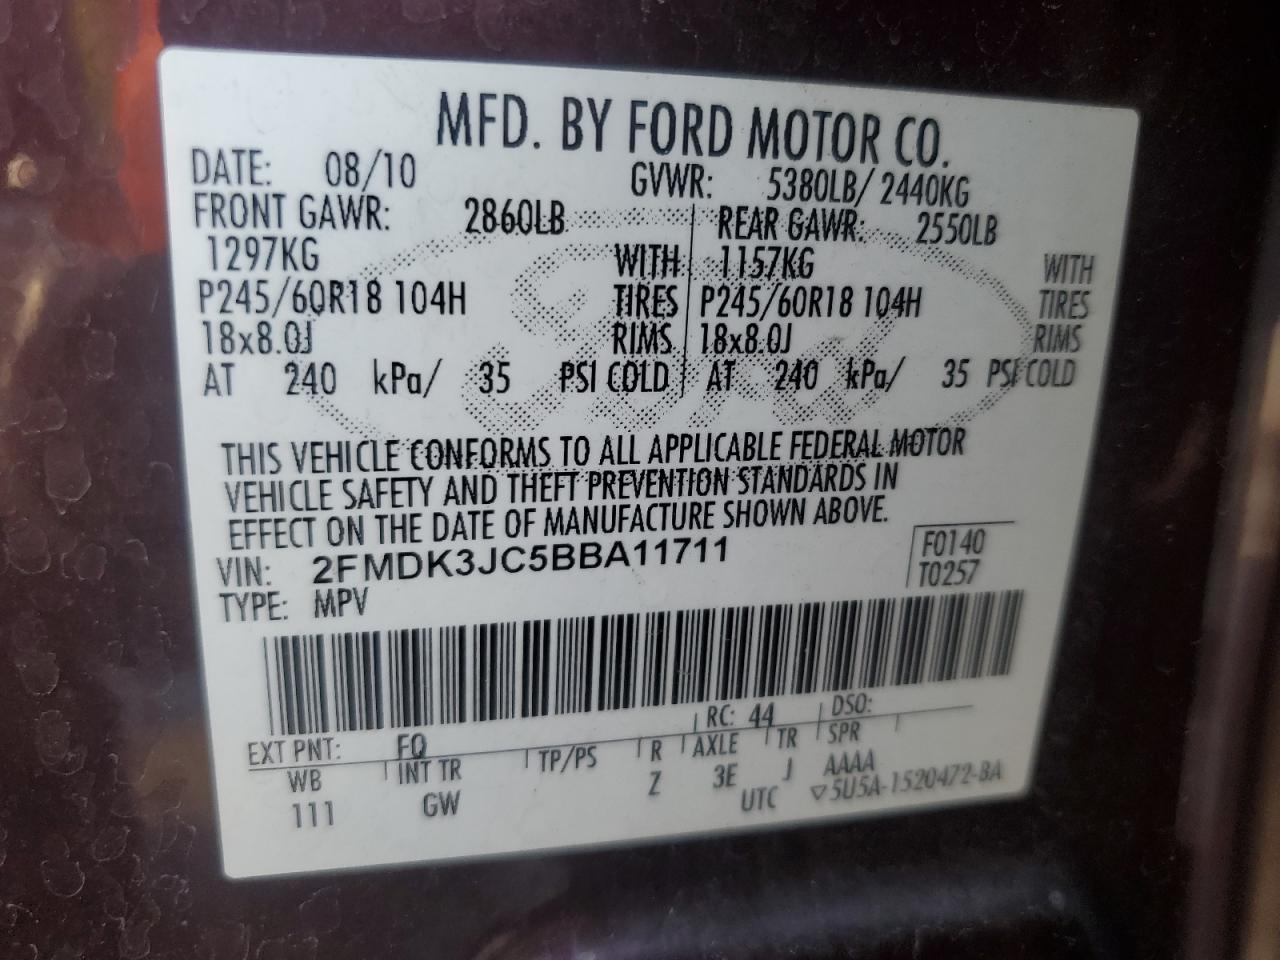 MFD. BY FORD MOTOR CO.
DATE: 08/10 GVWR: 5380LB/ 2440KG
FRONT GAWR: 2860LB REAR GAWR: 2550LB
1297KG WITH 1157KG WITH
P245/60R18 104H TIRES P245/60R18 104H TIRES
18x8.0J RIMS 18x8.0J RIMS
AT 240 kPa/ 35 PSI COLD AT 240 kPa/ 35 PSI COLD
Ford
THIS VEHICLE CONFORMS TO ALL APPLICABLE FEDERAL MOTOR
VEHICLE SAFETY AND THEFT PREVENTION STANDARDS IN
EFFECT ON THE DATE OF MANUFACTURE SHOWN ABOVE.
VIN: 2FMDK3JC5BBA11711 F0140
TYPE: MPV T0257
EXT PNT: FQ RC: 44 DSO:
WB INT TR TP/PS R AXLE TR SPR
111 GW Z 3E J AAAA
UTC ▽5U5A-1520472-BA